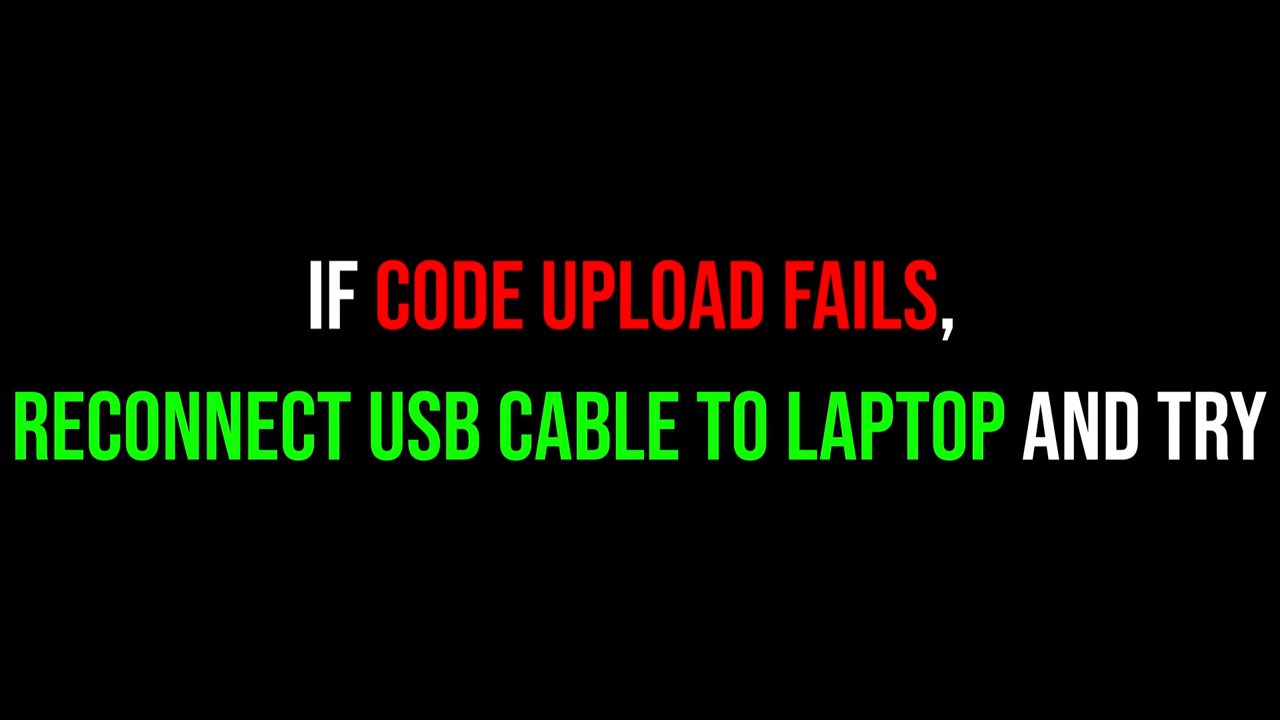 IF CODE UPLOAD FAILS,
RECONNECT USB CABLE TO LAPTOP AND TRY